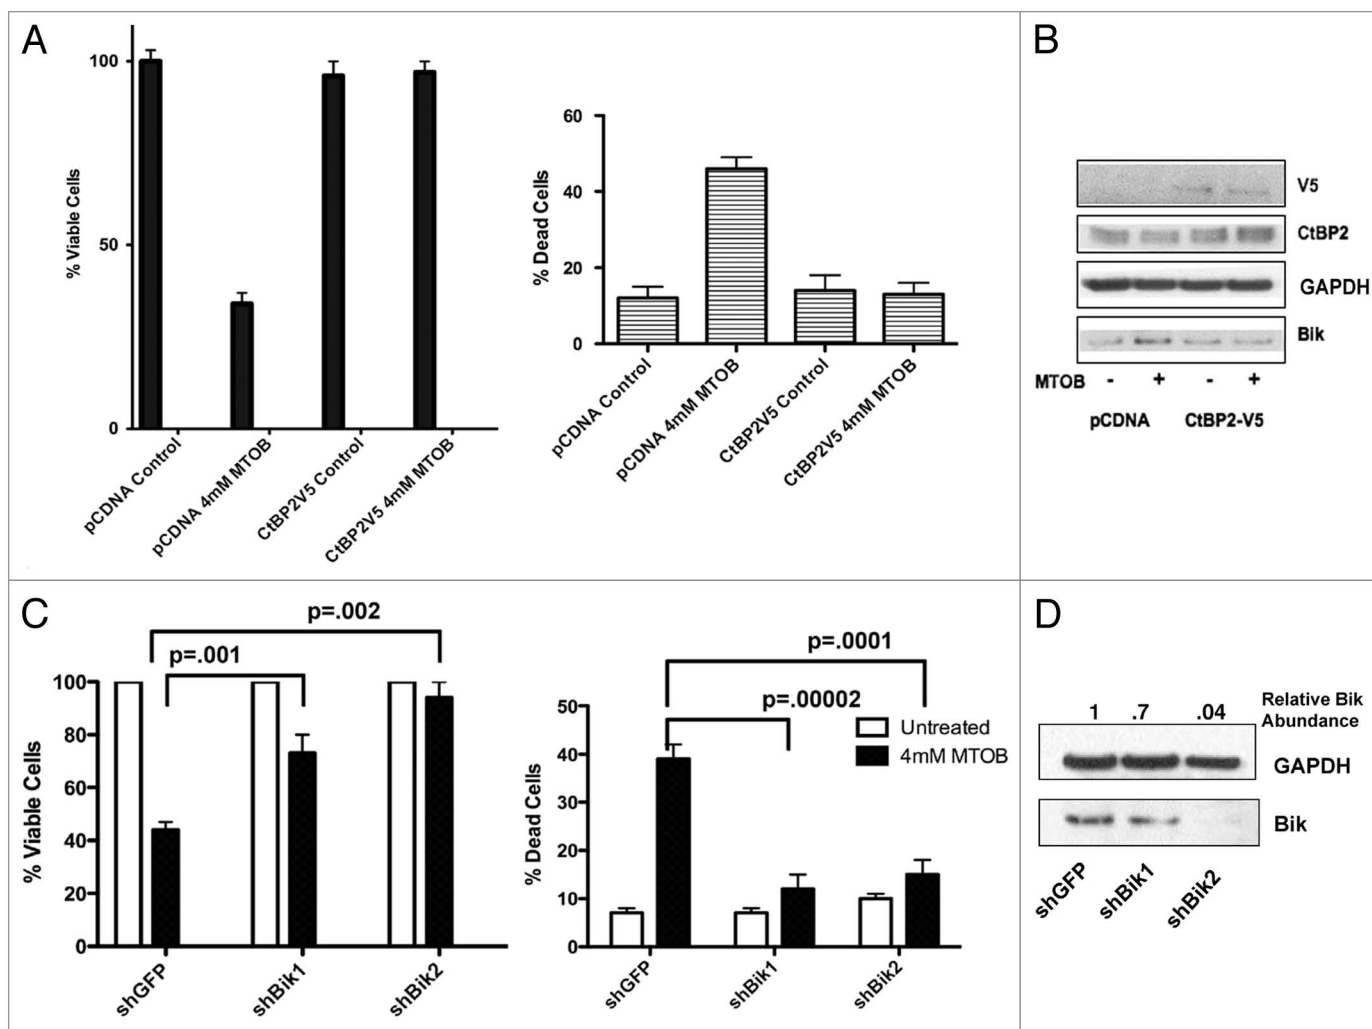 A
% Viable Cells
100
50
0
pCDNA Control
pCDNA 4mM MTOB
CtBP2V5 Control
CtBP2V5 4mM MTOB
% Dead Cells
60
40
20
0
pCDNA Control
pCDNA 4mM MTOB
CtBP2V5 Control
CtBP2V5 4mM MTOB
B
V5
CtBP2
GAPDH
Bik
MTOB - + - +
pCDNA CtBP2-V5
C
p=.002
p=.001
% Viable Cells
100
80
60
40
20
0
shGFP
shBik1
shBik2
p=.0001
p=.00002
Untreated
4mM MTOB
% Dead Cells
50
40
30
20
10
0
shGFP
shBik1
shBik2
D
1 .7 .04 Relative Bik
Abundance
GAPDH
Bik
shGFP
shBik1
shBik2